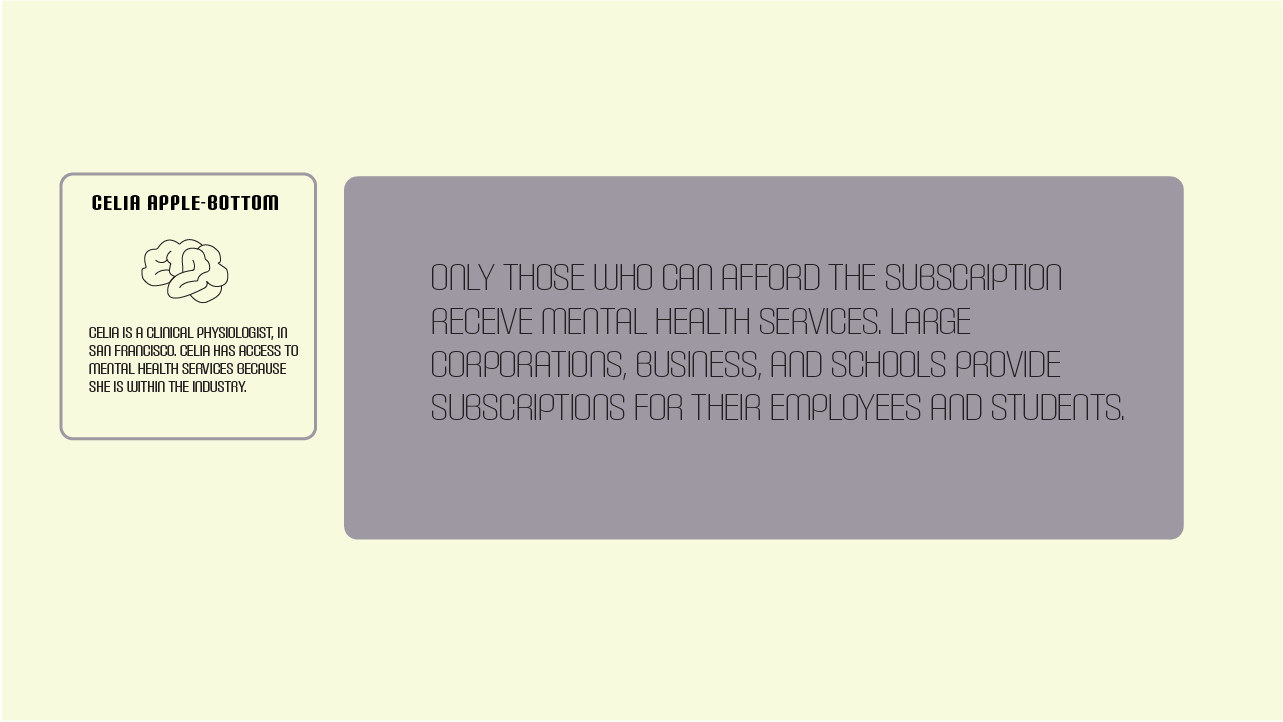 CELIA APPLE-BOTTOM
CELIA IS A CLINICAL PHYSIOLOGIST, IN
SAN FRANCISCO. CELIA HAS ACCESS TO
MENTAL HEALTH SERVICES BECAUSE
SHE IS WITHIN THE INDUSTRY.
ONLY THOSE WHO CAN AFFORD THE SUBSCRIPTION
RECEIVE MENTAL HEALTH SERVICES. LARGE
CORPORATIONS, BUSINESS, AND SCHOOLS PROVIDE
SUBSCRIPTIONS FOR THEIR EMPLOYEES AND STUDENTS.